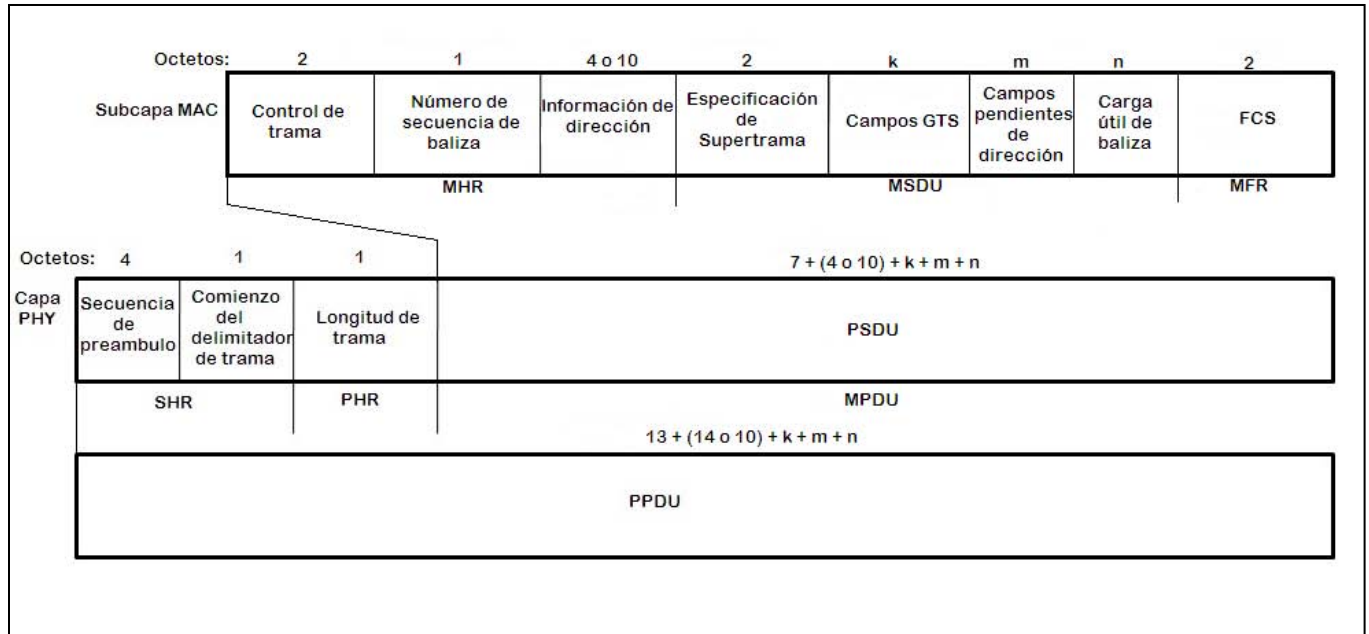 Octetos: 2 1 4 o 10 2 k m n 2
Subcapa MAC
Control de
trama
Número de
secuencia de
baliza
Información de
dirección
Especificación
de
Supertrama
Campos GTS
Campos
pendientes
de
dirección
Carga
útil de
baliza
FCS
MHR MSDU MFR
Octetos: 4 1 1 7 + (4 o 10) + k + m + n
Capa
PHY
Secuencia
de
preambulo
Comienzo
del
delimitador
de trama
Longitud de
trama
PSDU
SHR PHR MPDU
13 + (14 o 10) + k + m + n
PPDU